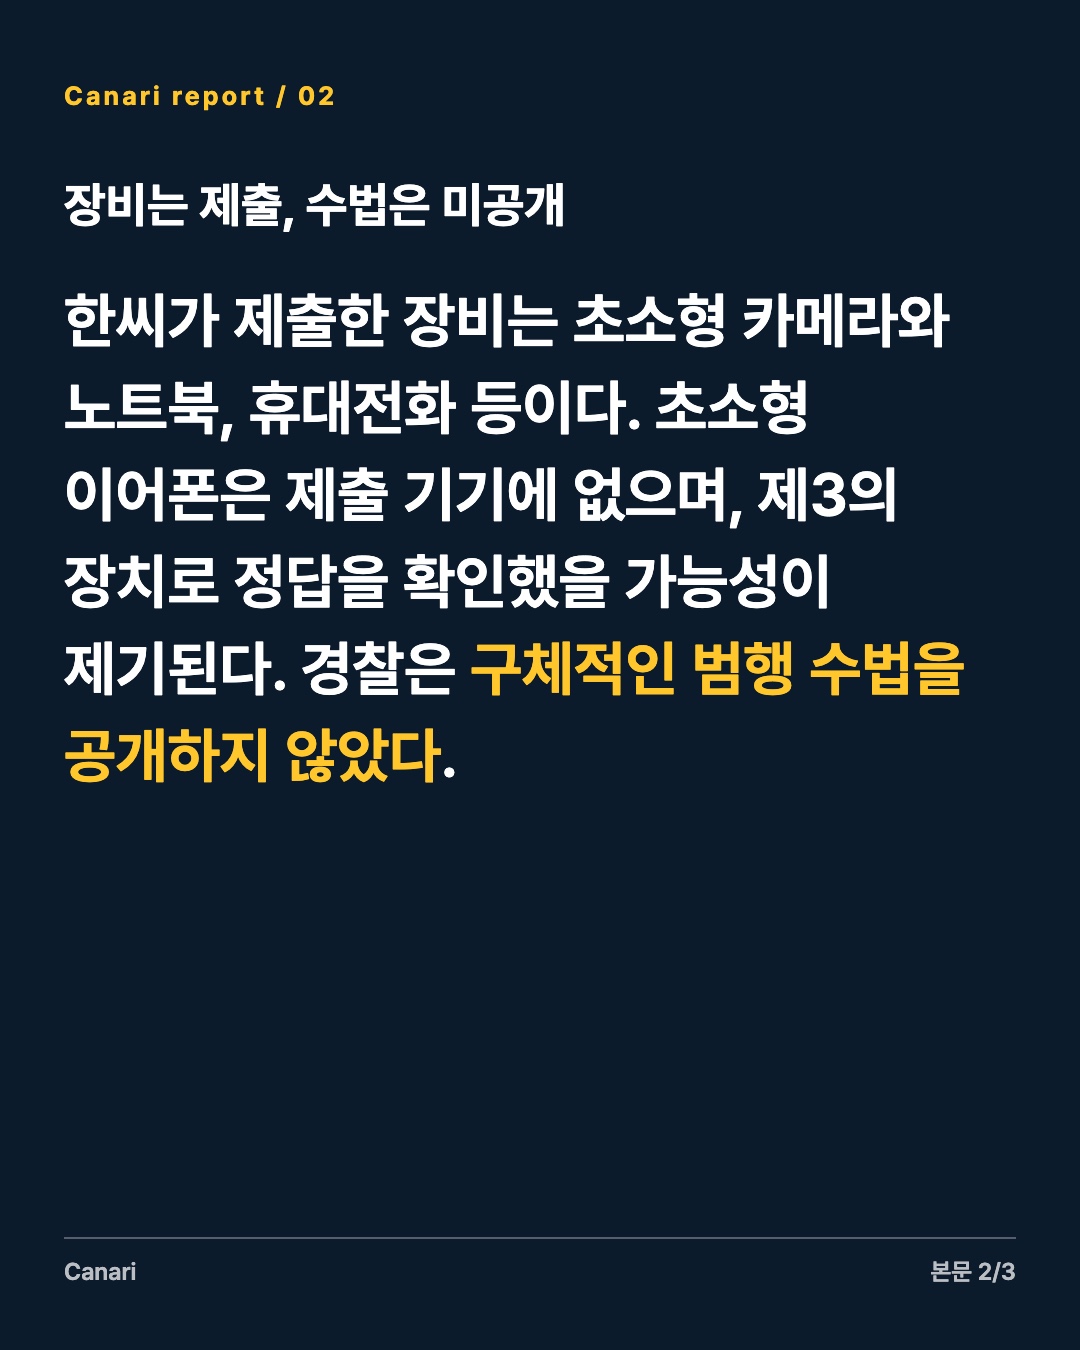 Canari report / 02
장비는 제출, 수법은 미공개
한씨가 제출한 장비는 초소형 카메라와
노트북, 휴대전화 등이다. 초소형
이어폰은 제출 기기에 없으며, 제3의
장치로 정답을 확인했을 가능성이
제기된다. 경찰은 구체적인 범행 수법을
공개하지 않았다.
Canari
본문 2/3